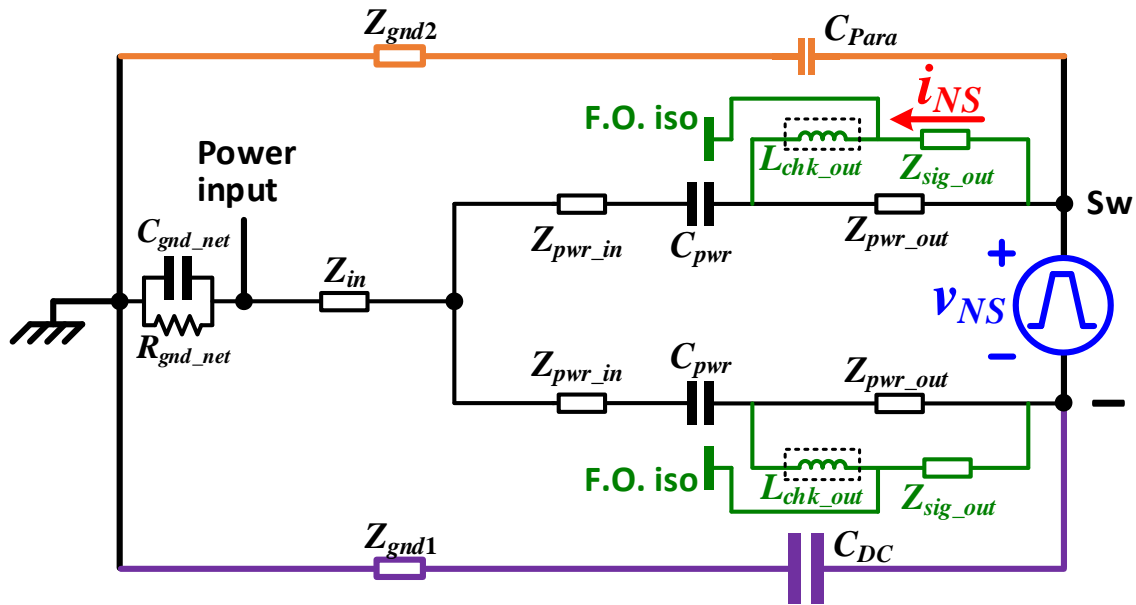 Z_gnd2
C_Para
i_NS
F.O. iso
L_chk_out
Z_sig_out
Power
input
Sw
C_gnd_net
Z_in
Z_pwr_in
C_pwr
Z_pwr_out
+
v_NS
−
R_gnd_net
Z_pwr_in
C_pwr
Z_pwr_out
−
F.O. iso
L_chk_out
Z_sig_out
Z_gnd1
C_DC